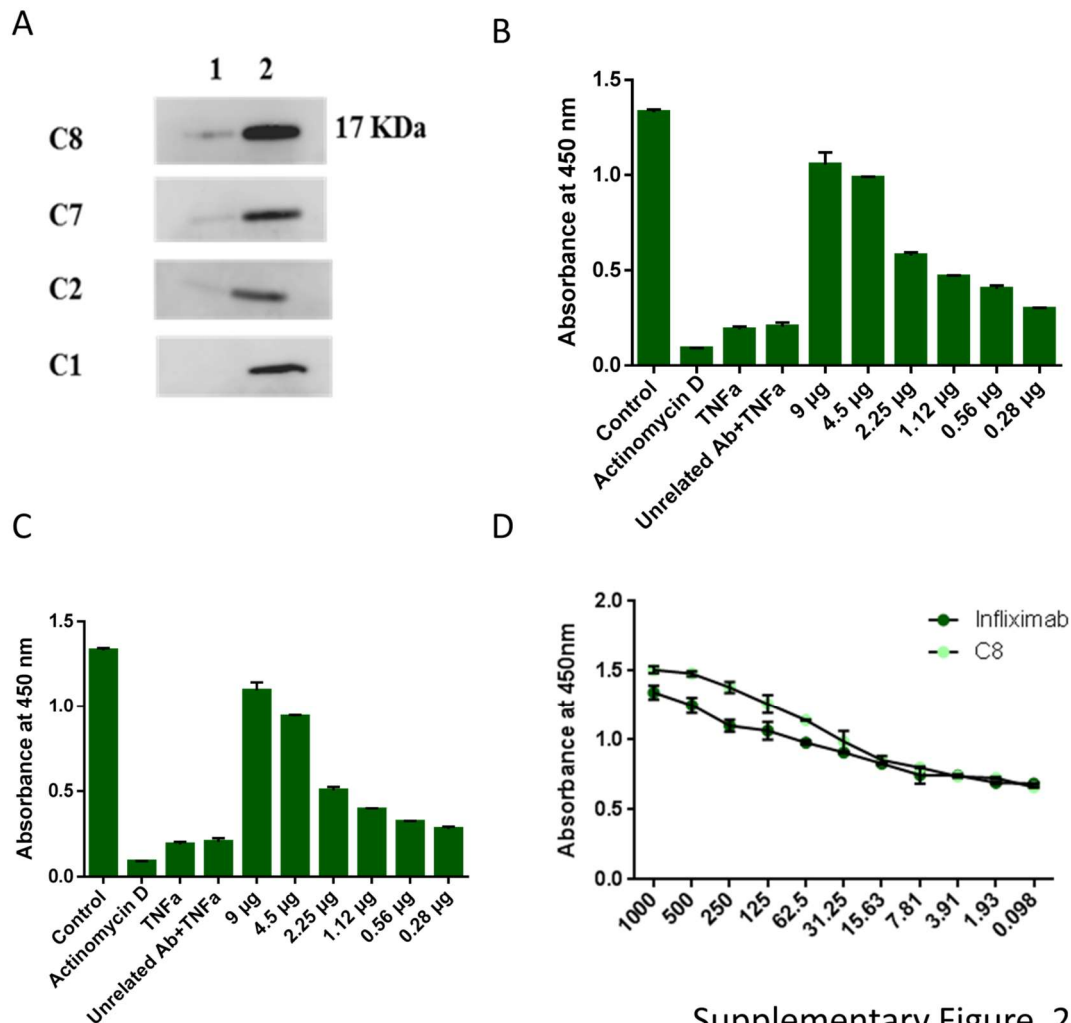 A
1 2
C8
17 KDa
C7
C2
C1
B
Absorbance at 450 nm
1.5
1.0
0.5
0.0
Control
Actinomycin D
TNFa
Unrelated Ab+TNFa
9 µg
4.5 µg
2.25 µg
1.12 µg
0.56 µg
0.28 µg
C
Absorbance at 450 nm
1.5
1.0
0.5
0.0
Control
Actinomycin D
TNFa
Unrelated Ab+TNFa
9 µg
4.5 µg
2.25 µg
1.12 µg
0.56 µg
0.28 µg
D
Absorbance at 450nm
2.0
1.5
1.0
0.5
0.0
Infliximab
C8
1000
500
250
125
62.5
31.25
15.63
7.81
3.91
1.93
0.098
Supplementary Figure. 2